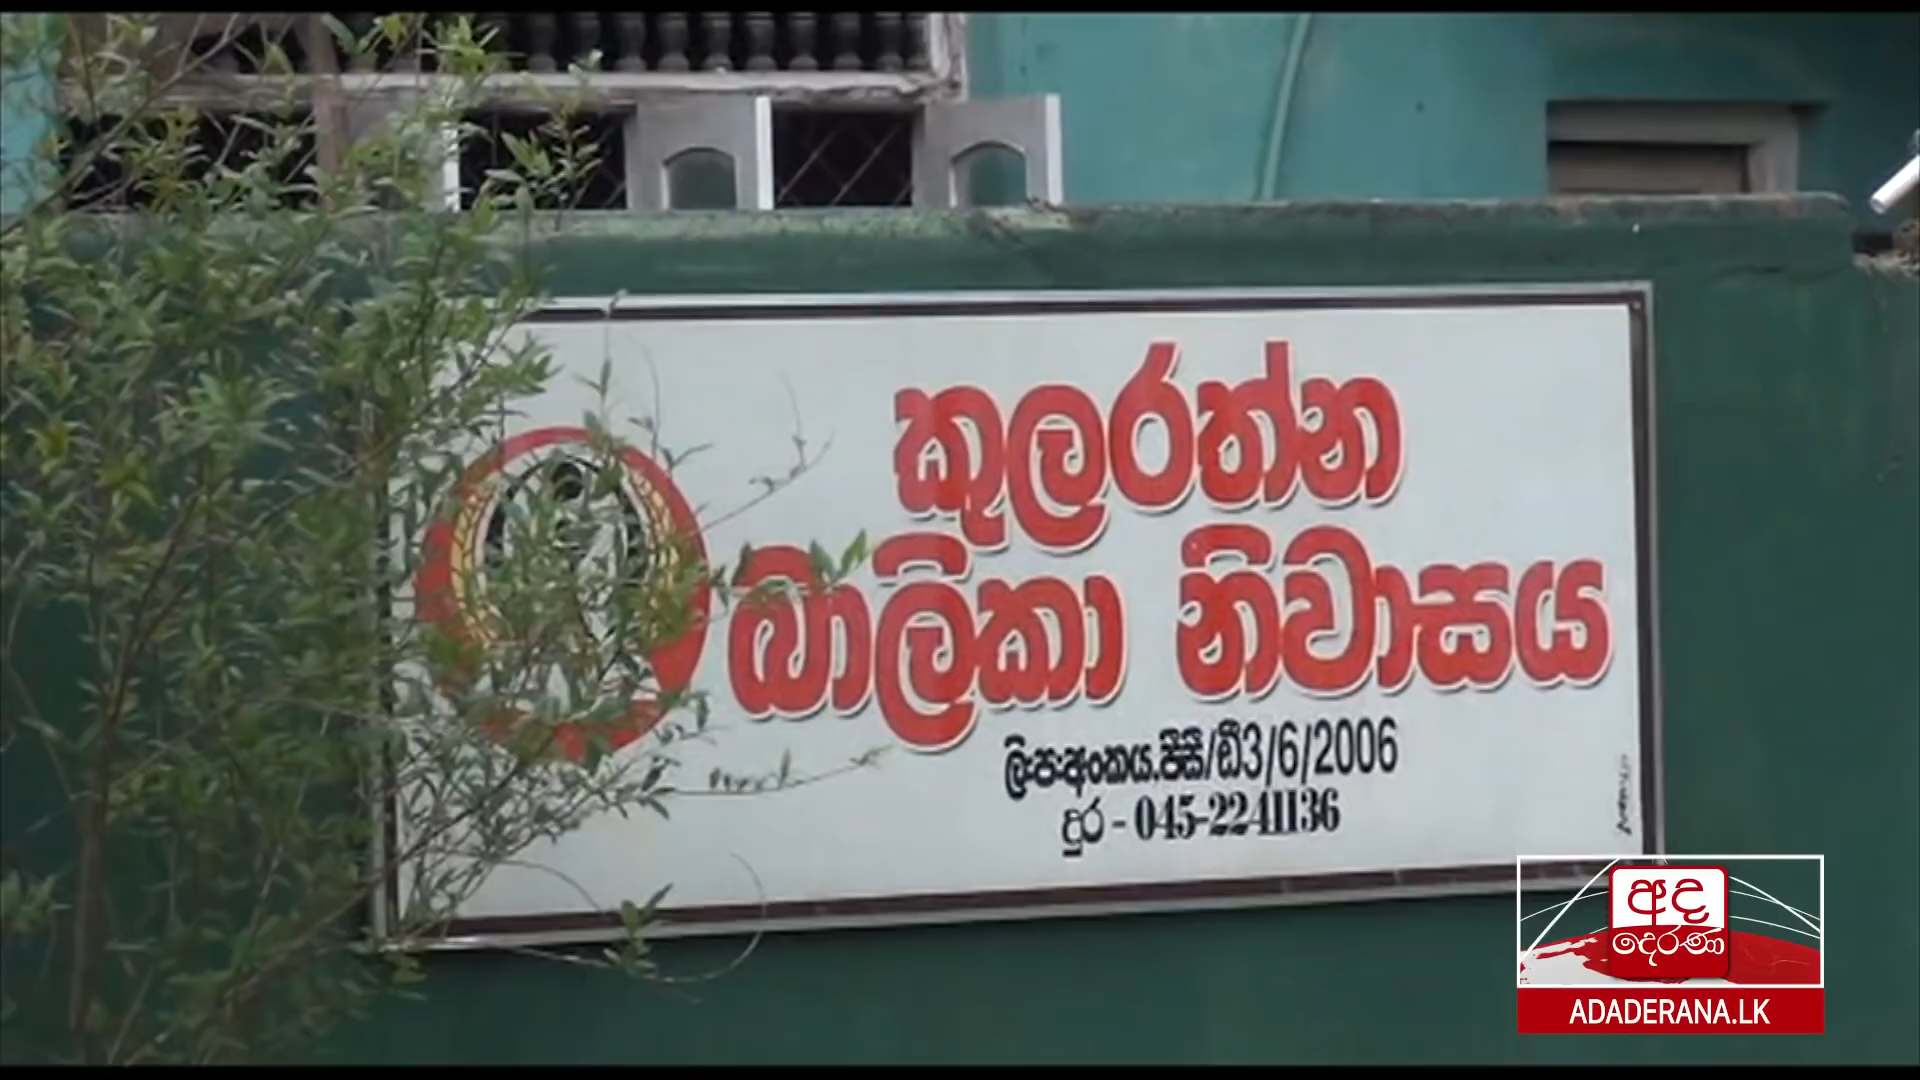 කුලරත්න
බාලිකා නිවාසය
ලි:ප:අංකය.පීසී/ඩී3/6/2006
දුර - 045-2241136
අද
දෙරණ
ADADERANA.LK